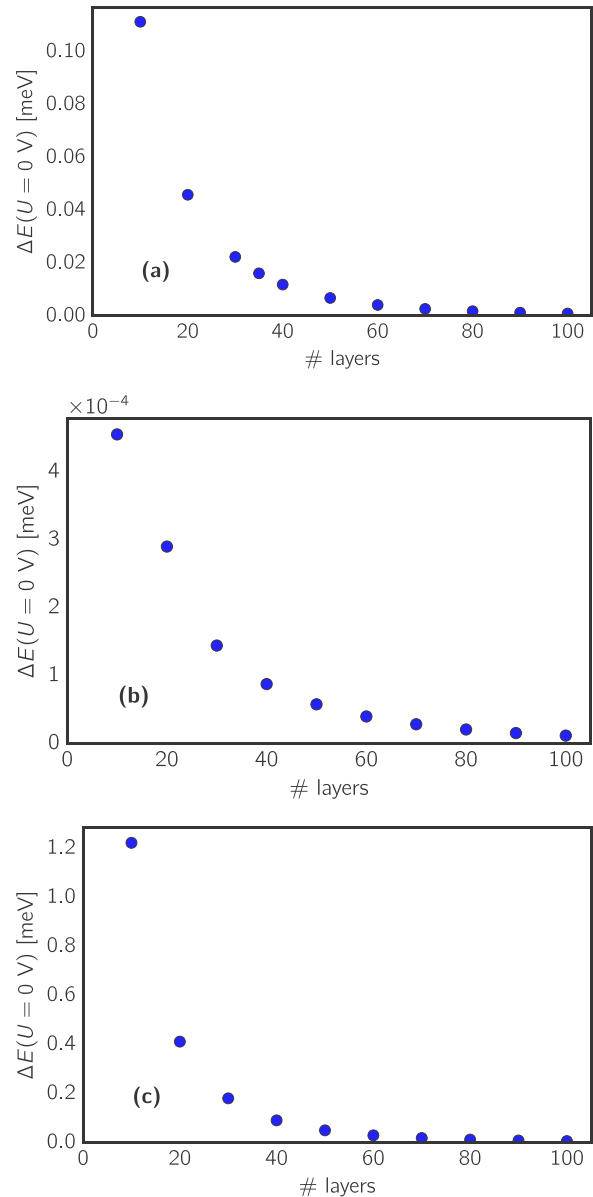 0.10
0.08
0.06
0.04
0.02
0.00
ΔE(U = 0 V) [meV]
(a)
0 20 40 60 80 100
# layers
×10⁻⁴
4
3
2
1
0
ΔE(U = 0 V) [meV]
(b)
0 20 40 60 80 100
# layers
1.2
1.0
0.8
0.6
0.4
0.2
0.0
ΔE(U = 0 V) [meV]
(c)
0 20 40 60 80 100
# layers